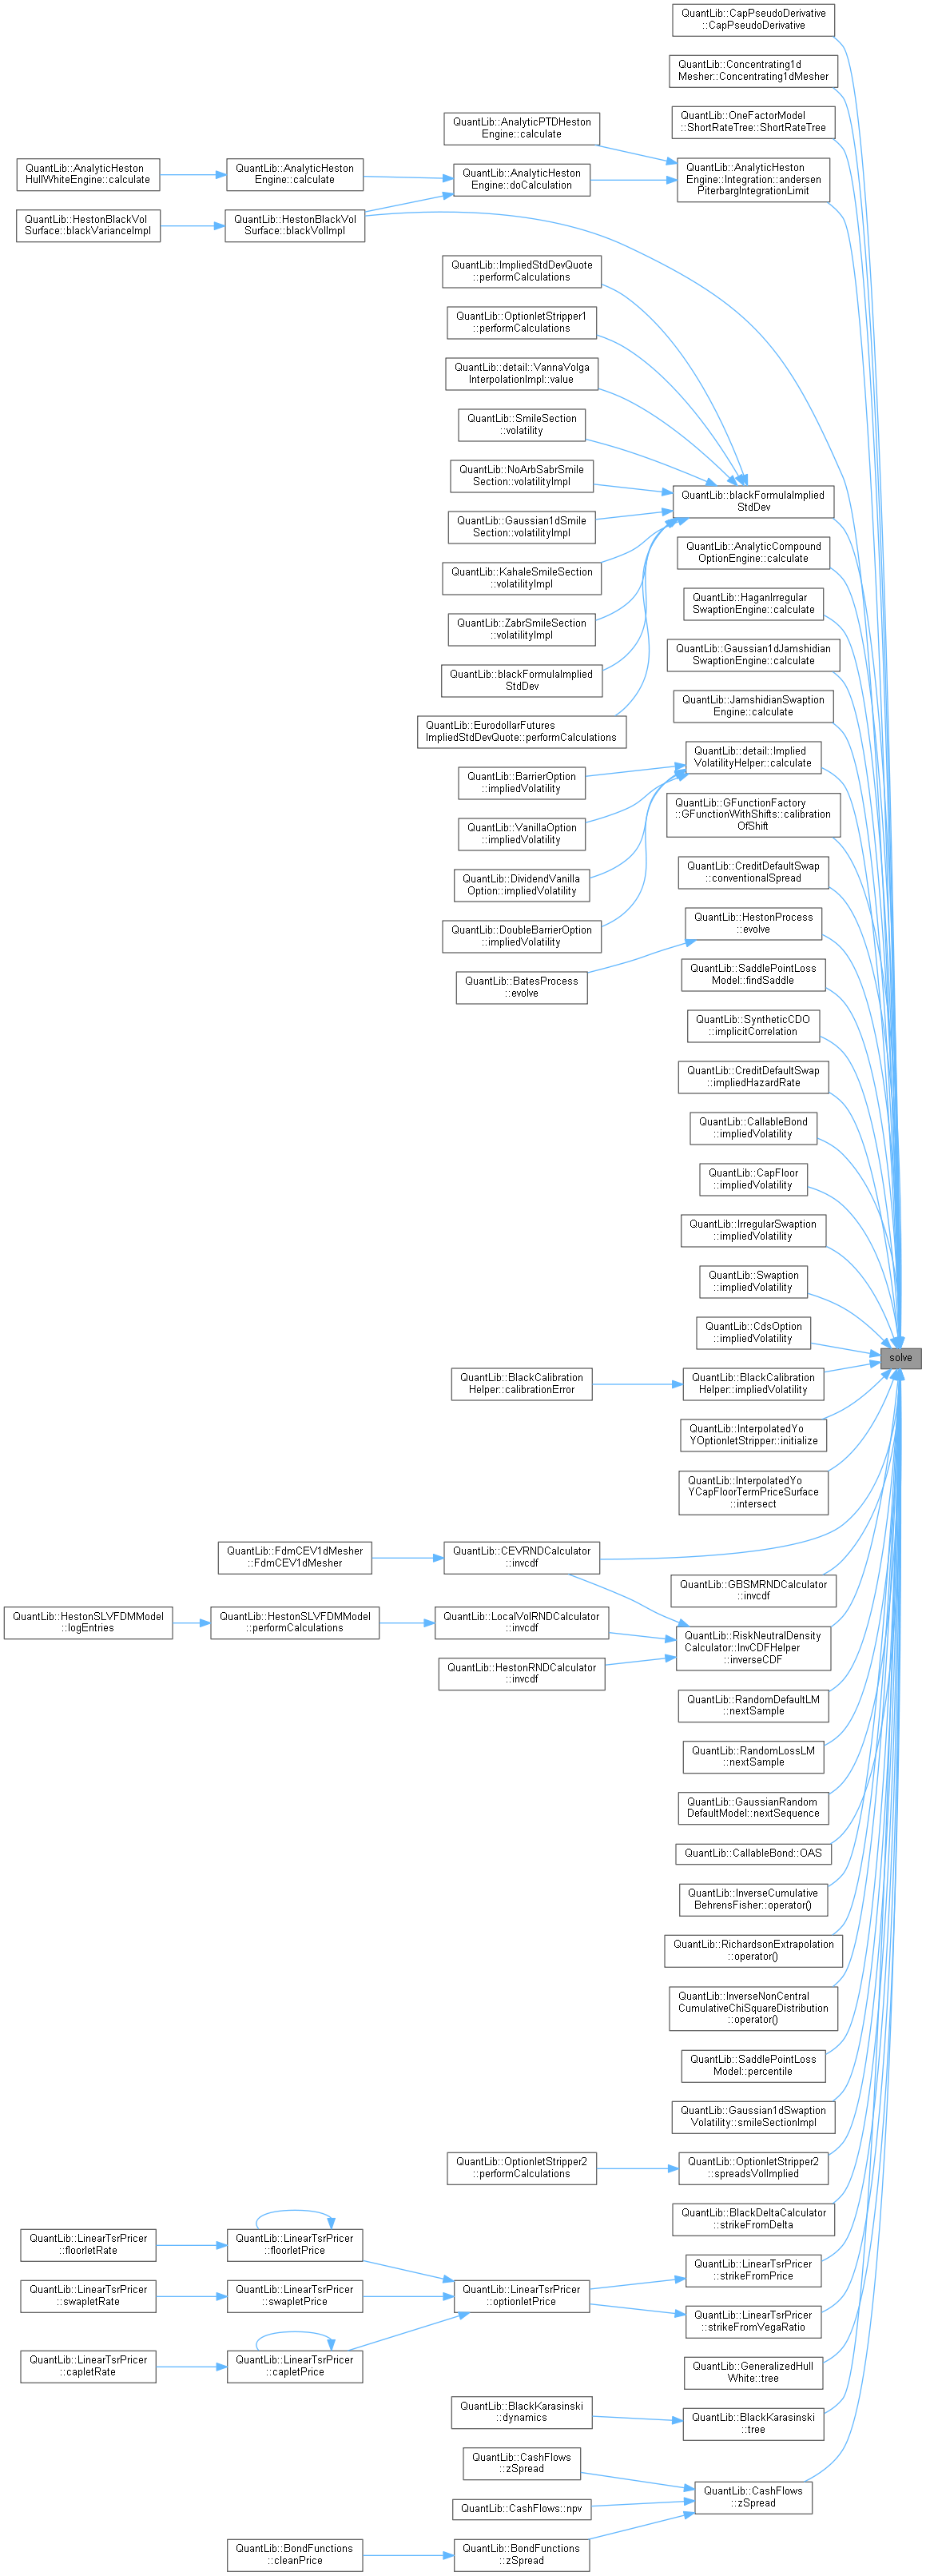 QuantLib::CapPseudoDerivative
::CapPseudoDerivative
QuantLib::Concentrating1d
Mesher::Concentrating1dMesher
QuantLib::OneFactorModel
::ShortRateTree::ShortRateTree
QuantLib::AnalyticPTDHeston
Engine::calculate
QuantLib::AnalyticHeston
HullWhiteEngine::calculate
QuantLib::AnalyticHeston
Engine::calculate
QuantLib::AnalyticHeston
Engine::doCalculation
QuantLib::AnalyticHeston
Engine::Integration::andersen
PiterbargIntegrationLimit
QuantLib::HestonBlackVol
Surface::blackVarianceImpl
QuantLib::HestonBlackVol
Surface::blackVolImpl
QuantLib::ImpliedStdDevQuote
::performCalculations
QuantLib::OptionletStripper1
::performCalculations
QuantLib::detail::VannaVolga
InterpolationImpl::value
QuantLib::SmileSection
::volatility
QuantLib::NoArbSabrSmile
Section::volatilityImpl
QuantLib::blackFormulaImplied
StdDev
QuantLib::Gaussian1dSmile
Section::volatilityImpl
QuantLib::AnalyticCompound
OptionEngine::calculate
QuantLib::KahaleSmileSection
::volatilityImpl
QuantLib::HaganIrregular
SwaptionEngine::calculate
QuantLib::ZabrSmileSection
::volatilityImpl
QuantLib::Gaussian1dJamshidian
SwaptionEngine::calculate
QuantLib::blackFormulaImplied
StdDev
QuantLib::JamshidianSwaption
Engine::calculate
QuantLib::EurodollarFutures
ImpliedStdDevQuote::performCalculations
QuantLib::detail::Implied
VolatilityHelper::calculate
QuantLib::BarrierOption
::impliedVolatility
QuantLib::GFunctionFactory
::GFunctionWithShifts::calibration
OfShift
QuantLib::VanillaOption
::impliedVolatility
QuantLib::CreditDefaultSwap
::conventionalSpread
QuantLib::DividendVanilla
Option::impliedVolatility
QuantLib::HestonProcess
::evolve
QuantLib::DoubleBarrierOption
::impliedVolatility
QuantLib::SaddlePointLoss
Model::findSaddle
QuantLib::BatesProcess
::evolve
QuantLib::SyntheticCDO
::implicitCorrelation
QuantLib::CreditDefaultSwap
::impliedHazardRate
QuantLib::CallableBond
::impliedVolatility
QuantLib::CapFloor
::impliedVolatility
QuantLib::IrregularSwaption
::impliedVolatility
QuantLib::Swaption
::impliedVolatility
QuantLib::CdsOption
::impliedVolatility
solve
QuantLib::BlackCalibration
Helper::calibrationError
QuantLib::BlackCalibration
Helper::impliedVolatility
QuantLib::InterpolatedYo
YOptionletStripper::initialize
QuantLib::InterpolatedYo
YCapFloorTermPriceSurface
::intersect
QuantLib::FdmCEV1dMesher
::FdmCEV1dMesher
QuantLib::CEVRNDCalculator
::invcdf
QuantLib::GBSMRNDCalculator
::invcdf
QuantLib::HestonSLVFDMModel
::logEntries
QuantLib::HestonSLVFDMModel
::performCalculations
QuantLib::LocalVolRNDCalculator
::invcdf
QuantLib::RiskNeutralDensity
Calculator::InvCDFHelper
::inverseCDF
QuantLib::HestonRNDCalculator
::invcdf
QuantLib::RandomDefaultLM
::nextSample
QuantLib::RandomLossLM
::nextSample
QuantLib::GaussianRandom
DefaultModel::nextSequence
QuantLib::CallableBond::OAS
QuantLib::InverseCumulative
BehrensFisher::operator()
QuantLib::RichardsonExtrapolation
::operator()
QuantLib::InverseNonCentral
CumulativeChiSquareDistribution
::operator()
QuantLib::SaddlePointLoss
Model::percentile
QuantLib::Gaussian1dSwaption
Volatility::smileSectionImpl
QuantLib::OptionletStripper2
::performCalculations
QuantLib::OptionletStripper2
::spreadsVolImplied
QuantLib::BlackDeltaCalculator
::strikeFromDelta
QuantLib::LinearTsrPricer
::floorletRate
QuantLib::LinearTsrPricer
::floorletPrice
QuantLib::LinearTsrPricer
::strikeFromPrice
QuantLib::LinearTsrPricer
::swapletRate
QuantLib::LinearTsrPricer
::swapletPrice
QuantLib::LinearTsrPricer
::optionletPrice
QuantLib::LinearTsrPricer
::strikeFromVegaRatio
QuantLib::LinearTsrPricer
::capletRate
QuantLib::LinearTsrPricer
::capletPrice
QuantLib::GeneralizedHull
White::tree
QuantLib::BlackKarasinski
::dynamics
QuantLib::BlackKarasinski
::tree
QuantLib::CashFlows
::zSpread
QuantLib::CashFlows
::zSpread
QuantLib::CashFlows::npv
QuantLib::BondFunctions
::cleanPrice
QuantLib::BondFunctions
::zSpread